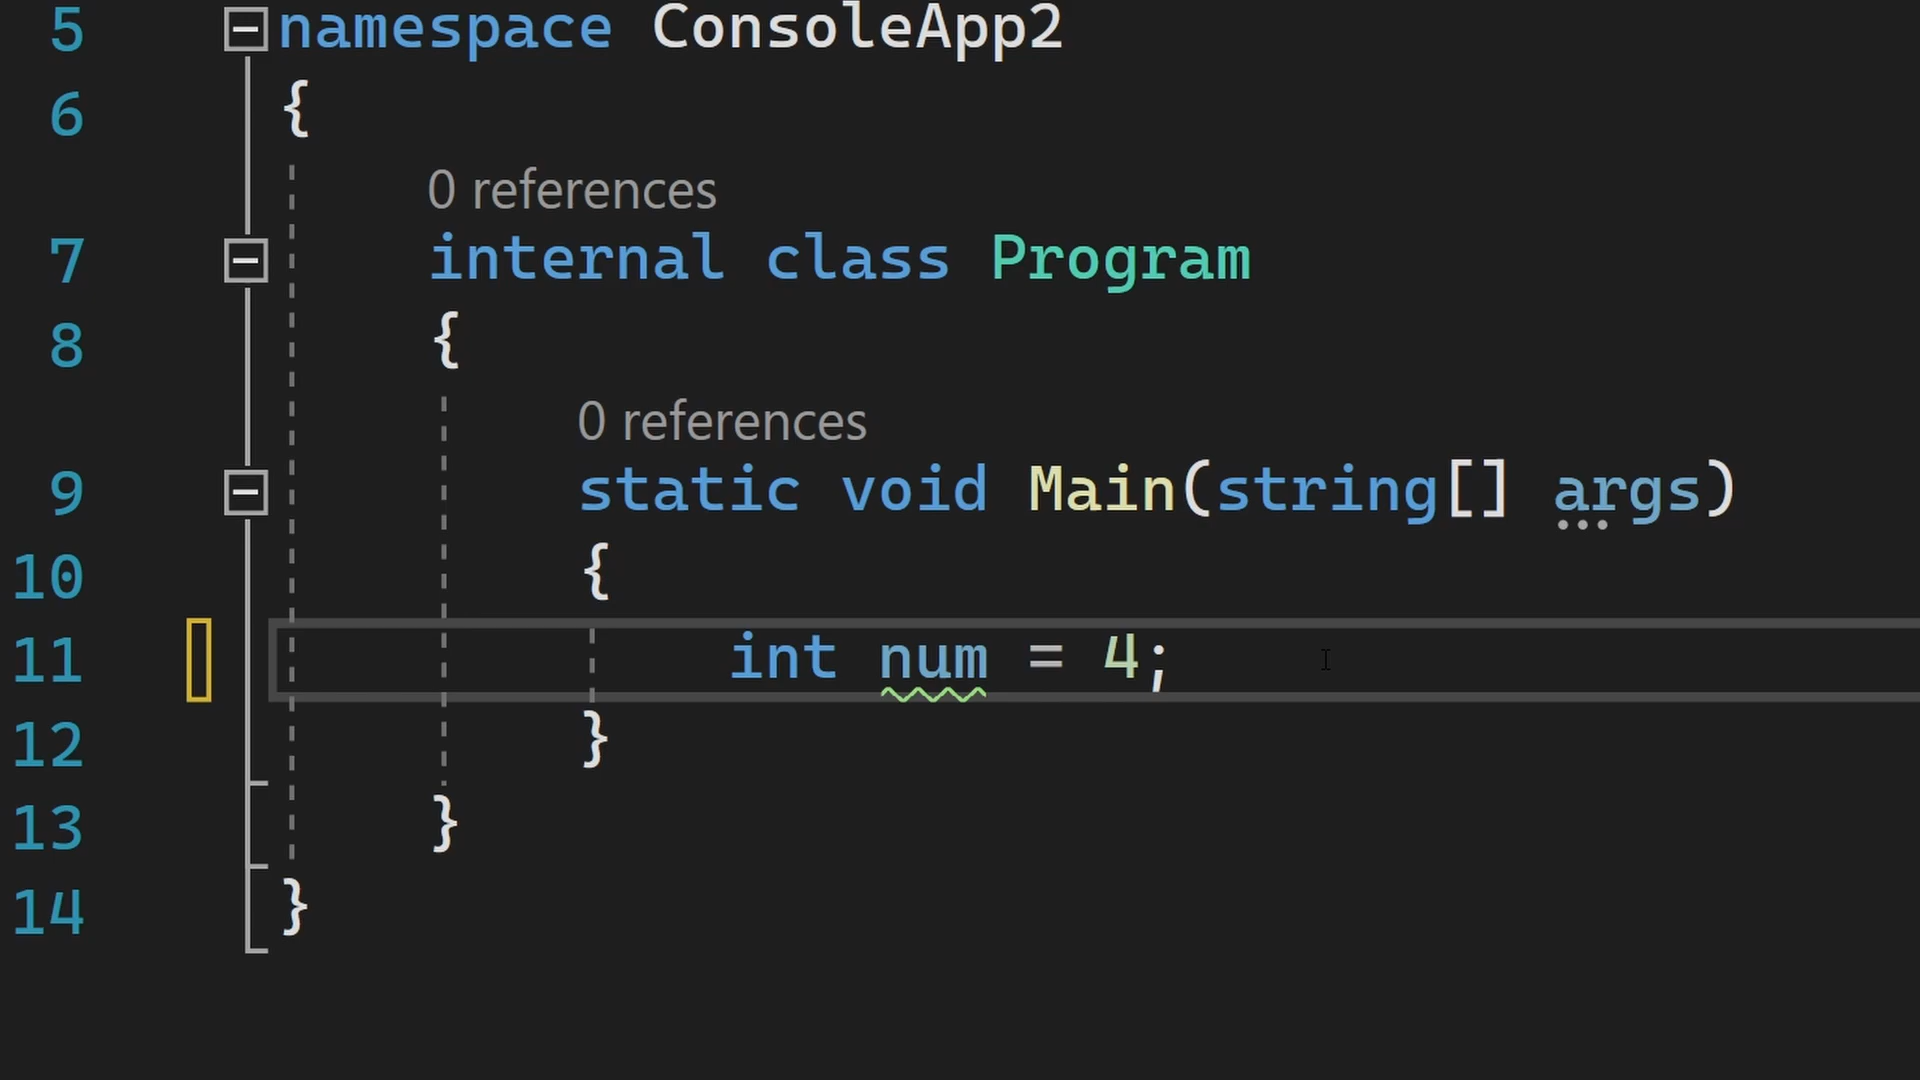 5 namespace ConsoleApp2
6 {
0 references
7 internal class Program
8 {
0 references
9 static void Main(string[] args)
10 {
11 int num = 4;
12 }
13 }
14 }